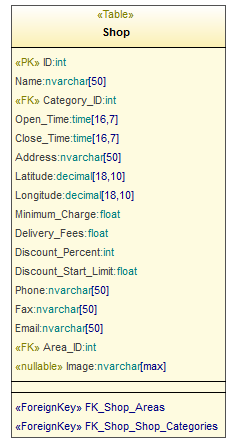 «Table»
Shop
«PK» ID:int
Name:nvarchar[50]
«FK» Category_ID:int
Open_Time:time[16,7]
Close_Time:time[16,7]
Address:nvarchar[50]
Latitude:decimal[18,10]
Longitude:decimal[18,10]
Minimum_Charge:float
Delivery_Fees:float
Discount_Percent:int
Discount_Start_Limit:float
Phone:nvarchar[50]
Fax:nvarchar[50]
Email:nvarchar[50]
«FK» Area_ID:int
«nullable» Image:nvarchar[max]
«ForeignKey» FK_Shop_Areas
«ForeignKey» FK_Shop_Shop_Categories